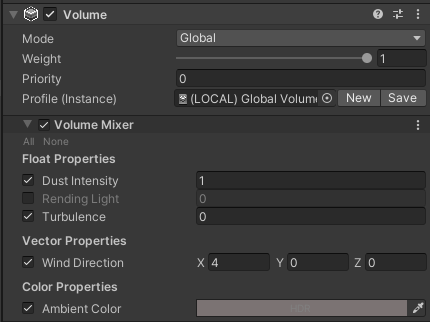 Volume
Mode Global
Weight 1
Priority 0
Profile (Instance) (LOCAL) Global Volum New Save
Volume Mixer
All None
Float Properties
Dust Intensity 1
Rending Light 0
Turbulence 0
Vector Properties
Wind Direction X 4 Y 0 Z 0
Color Properties
Ambient Color HDR